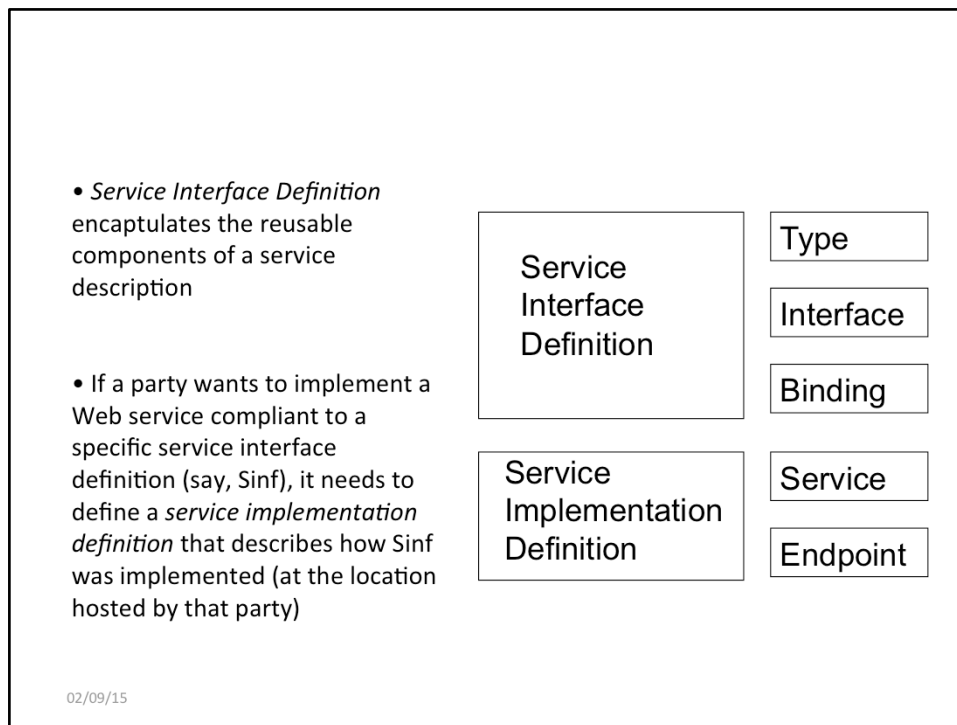 • Service Interface Definition
encaptulates the reusable
components of a service
description
• If a party wants to implement a
Web service compliant to a
specific service interface
definition (say, Sinf), it needs to
define a service implementation
definition that describes how Sinf
was implemented (at the location
hosted by that party)
Service
Interface
Definition
Type
Interface
Binding
Service
Implementation
Definition
Service
Endpoint
02/09/15